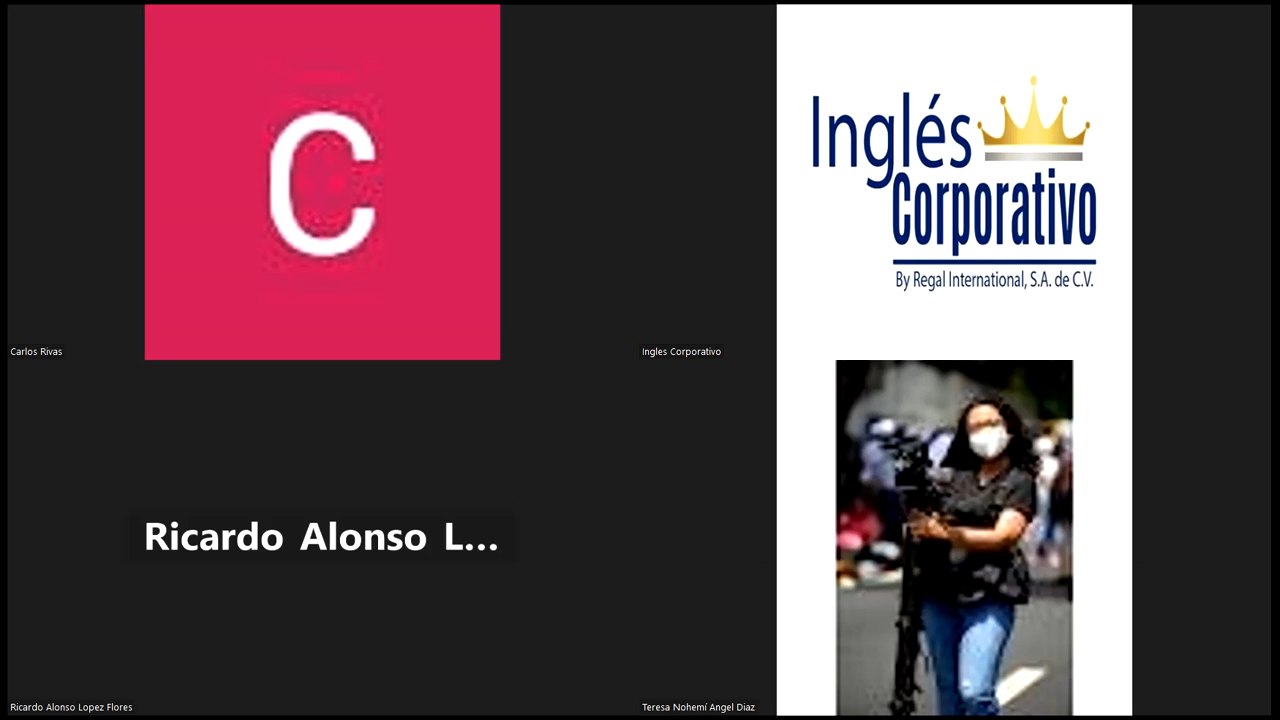 C
Carlos Rivas
Inglés
Corporativo
By Regal International, S.A. de C.V.
Ingles Corporativo
Ricardo Alonso L...
Ricardo Alonso Lopez Flores
Teresa Nohemí Angel Diaz